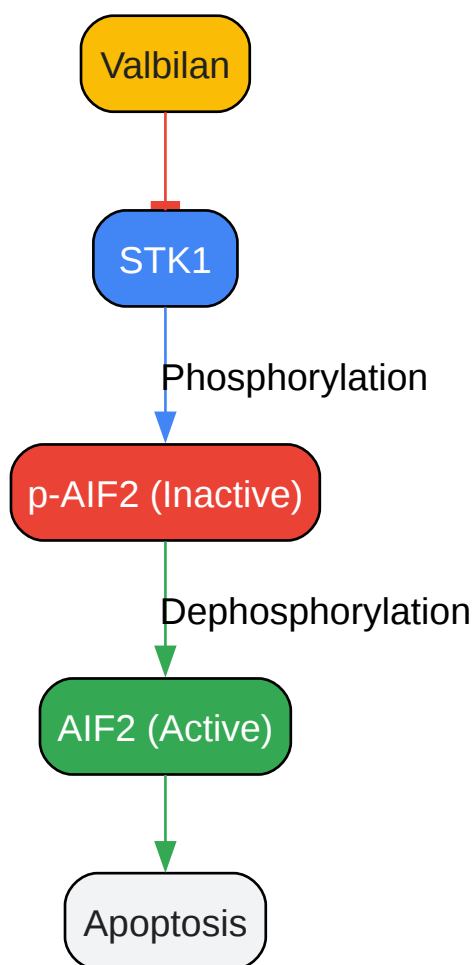 Valbilan
STK1
Phosphorylation
p-AIF2 (Inactive)
Dephosphorylation
AIF2 (Active)
Apoptosis